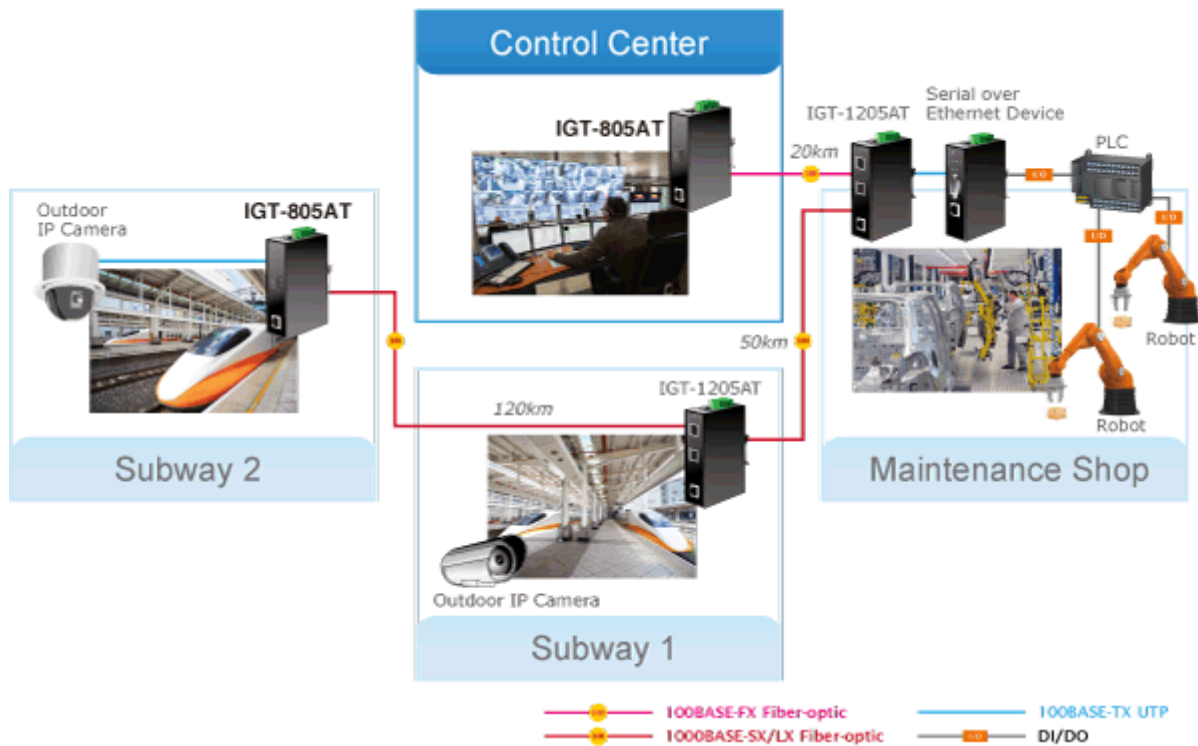 Control Center
IGT-805AT
20km
IGT-1205AT
Serial over
Ethernet Device
PLC
I/O
I/O
I/O
Robot
Robot
Maintenance Shop
Outdoor
IP Camera
IGT-805AT
Subway 2
50km
120km
IGT-1205AT
Outdoor IP Camera
Subway 1
100BASE-FX Fiber-optic
100BASE-TX UTP
1000BASE-SX/LX Fiber-optic
I/O
DI/DO